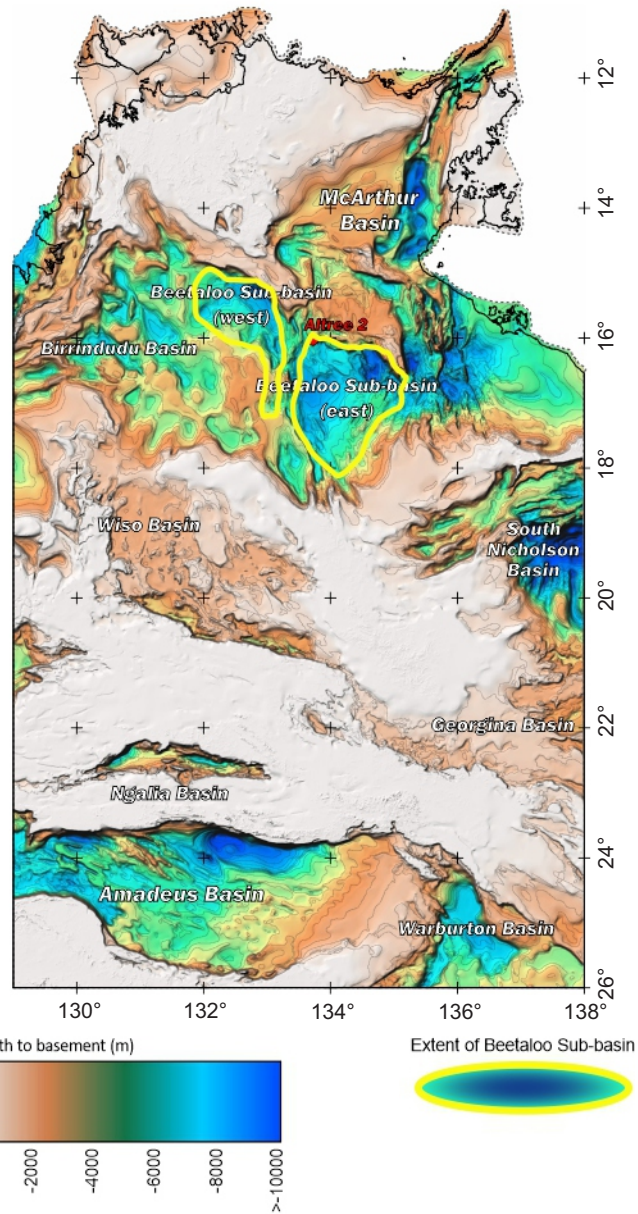 12°
14°
McArthur
Basin
Beetaloo Sub-basin
(west)
Altree 2
16°
Birrindudu Basin
Beetaloo Sub-basin
(east)
18°
Wiso Basin
South
Nicholson
Basin
20°
22°
Georgina Basin
Ngalia Basin
24°
Amadeus Basin
Warburton Basin
26°
130°
132°
134°
136°
138°
th to basement (m)
-2000
-4000
-6000
-8000
>-10000
Extent of Beetaloo Sub-basin